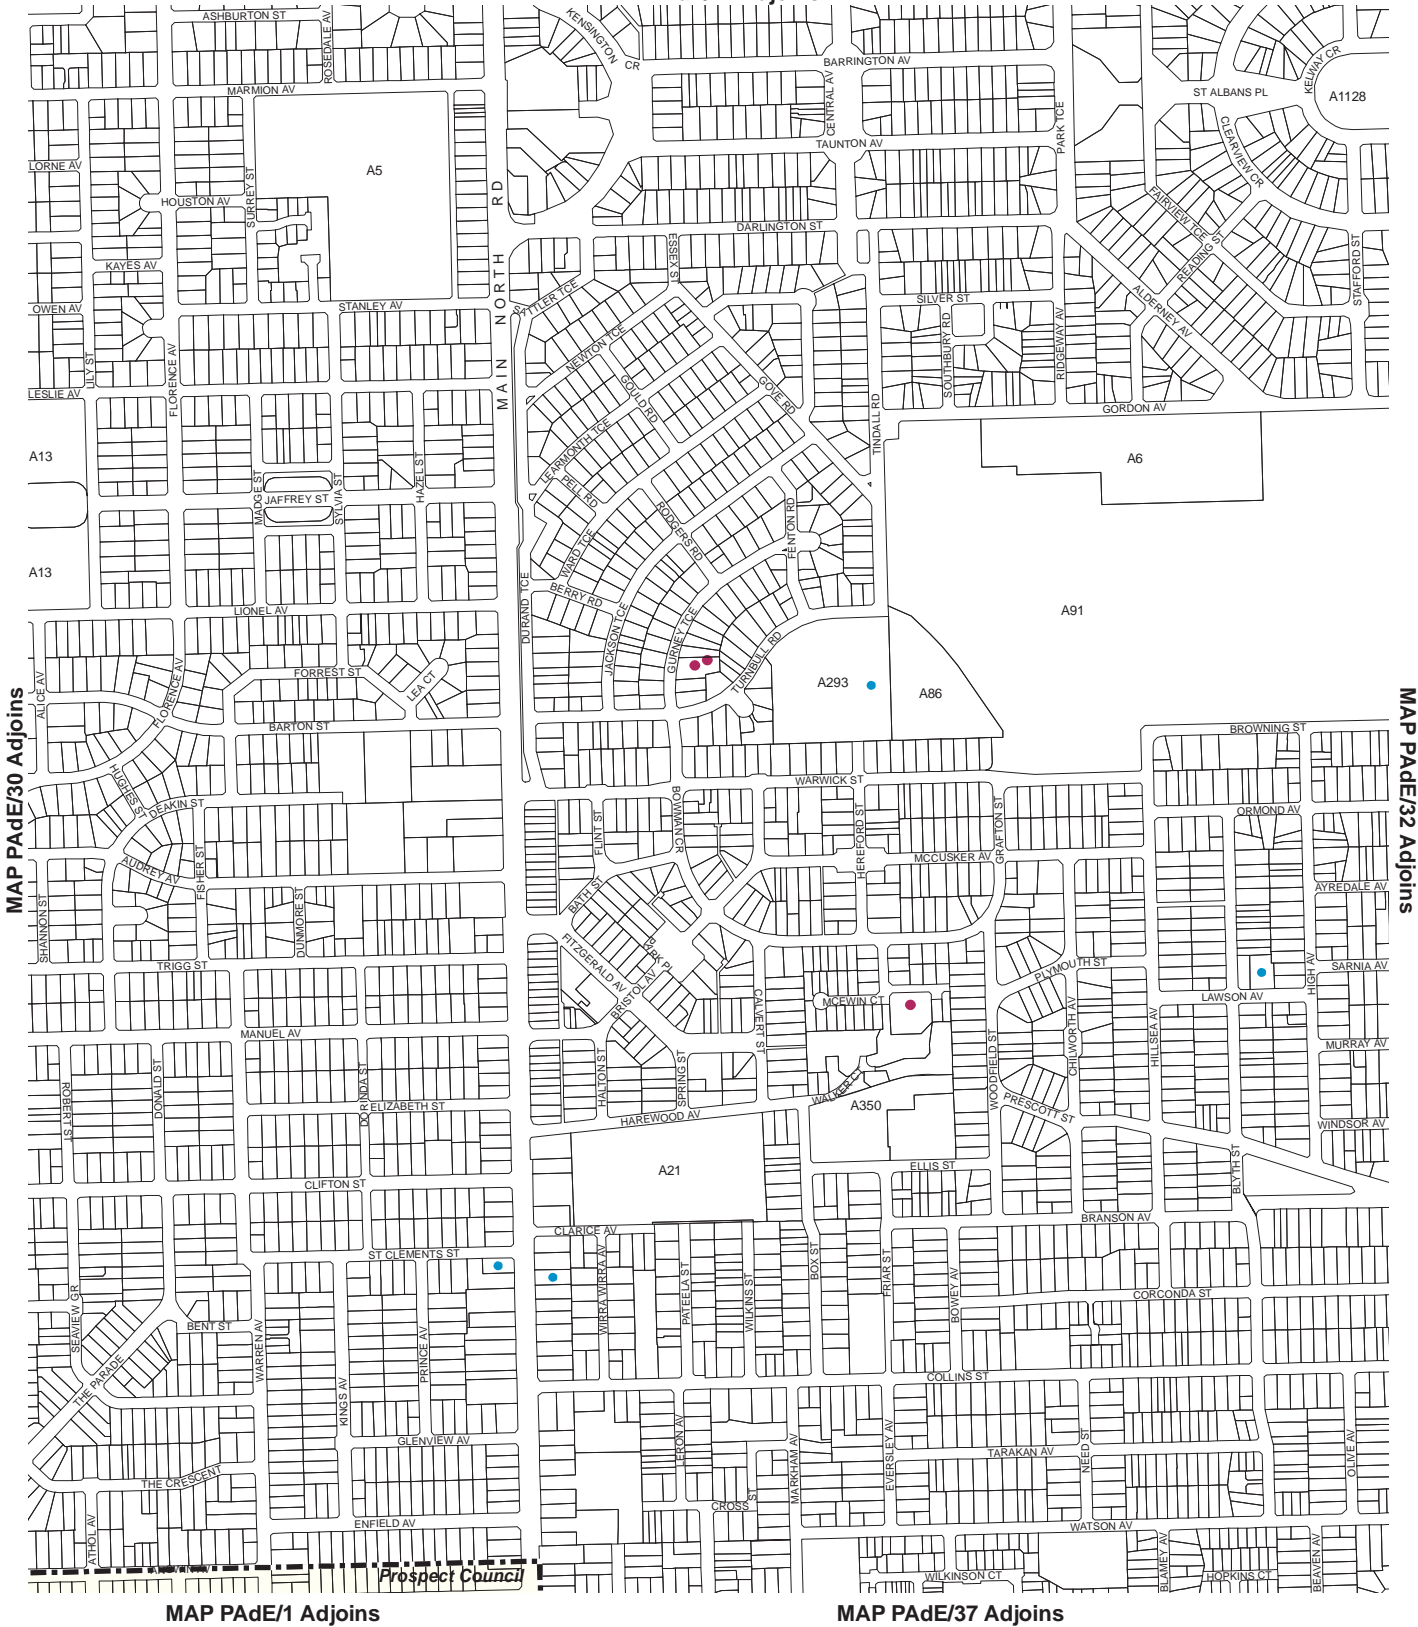 ASHBURTON ST
ROSEDALE AV
KENSINGTON
CR
BARRINGTON AV
KELWAY CR
MARMION AV
ST ALBANS PL
A1128
CENTRAL AV
PARK TCE
TAUNTON AV
CLEARVIEW CR
LORNE AV
A5
HOUSTON AV
SURREY ST
MAIN NORTH RD
FAIRVIEW TCE
DARLINGTON ST
ESSEX ST
READING ST
STAFFORD ST
KAYES AV
OWEN AV
STANLEY AV
SATTLER TCE
SILVER ST
ALDERNEY AV
NEWTON TCE
SOUTHBURY RD
RIDGEWAY AV
LILY ST
FLORENCE AV
LESLIE AV
GOULD RD
GOVE RD
GORDON AV
TINDALL RD
A13
LEARMONTH TCE
A6
HAZEL ST
MADGE ST
JAFFREY ST
SYLVIA ST
PELL RD
RODGERS RD
FENTON RD
WARD TCE
A13
BERRY RD
DURAND TCE
LIONEL AV
A91
JACKSON TCE
GURNEY TCE
TURNBULL RD
FORREST ST
LEA CT
ALICE AV
FLORENCE AV
A293
A86
BARTON ST
BROWNING ST
MAP PAdE/30 Adjoins
MAP PAdE/32 Adjoins
HUGHES ST
WARWICK ST
DEAKIN ST
ORMOND AV
FLINT ST
BOWMAN CR
HEREFORD ST
GRAFTON ST
AUDREY AV
FISHER ST
MCCUSKER AV
AYREDALE AV
BATH ST
SHANNON ST
DUNMORE ST
FITZGERALD AV
PARK PL
TRIGG ST
BRISTOL AV
PLYMOUTH ST
HIGH AV
SARNIA AV
MCEWIN CT
LAWSON AV
CALVERT ST
MANUEL AV
WOODFIELD ST
CHILWORTH AV
HILLSEA AV
MURRAY AV
ROBERT ST
DONALD ST
DORINDA ST
HALTON ST
SPRING ST
WALKER CT
ELIZABETH ST
HAREWOOD AV
A350
PRESCOTT ST
WINDSOR AV
A21
ELLIS ST
BLYTH ST
CLIFTON ST
CLARICE AV
BRANSON AV
ST CLEMENTS ST
WIRRA WIRRA AV
PATEELA ST
WILKINS ST
BOX ST
FRIAR ST
BOWEY AV
CORCONDA ST
SEAVIEW GR
BENT ST
WARREN AV
PRINCE AV
THE PARADE
KINGS AV
COLLINS ST
GLENVIEW AV
MARKHAM AV
EVERSLEY AV
TARAKAN AV
NEED ST
OLIVE AV
THE CRESCENT
CROSS ST
ATHOL AV
ENFIELD AV
WATSON AV
BLAMEY AV
BEAVEN AV
Prospect Council
WILKINSON CT
HOPKINS CT
MAP PAdE/1 Adjoins
MAP PAdE/37 Adjoins